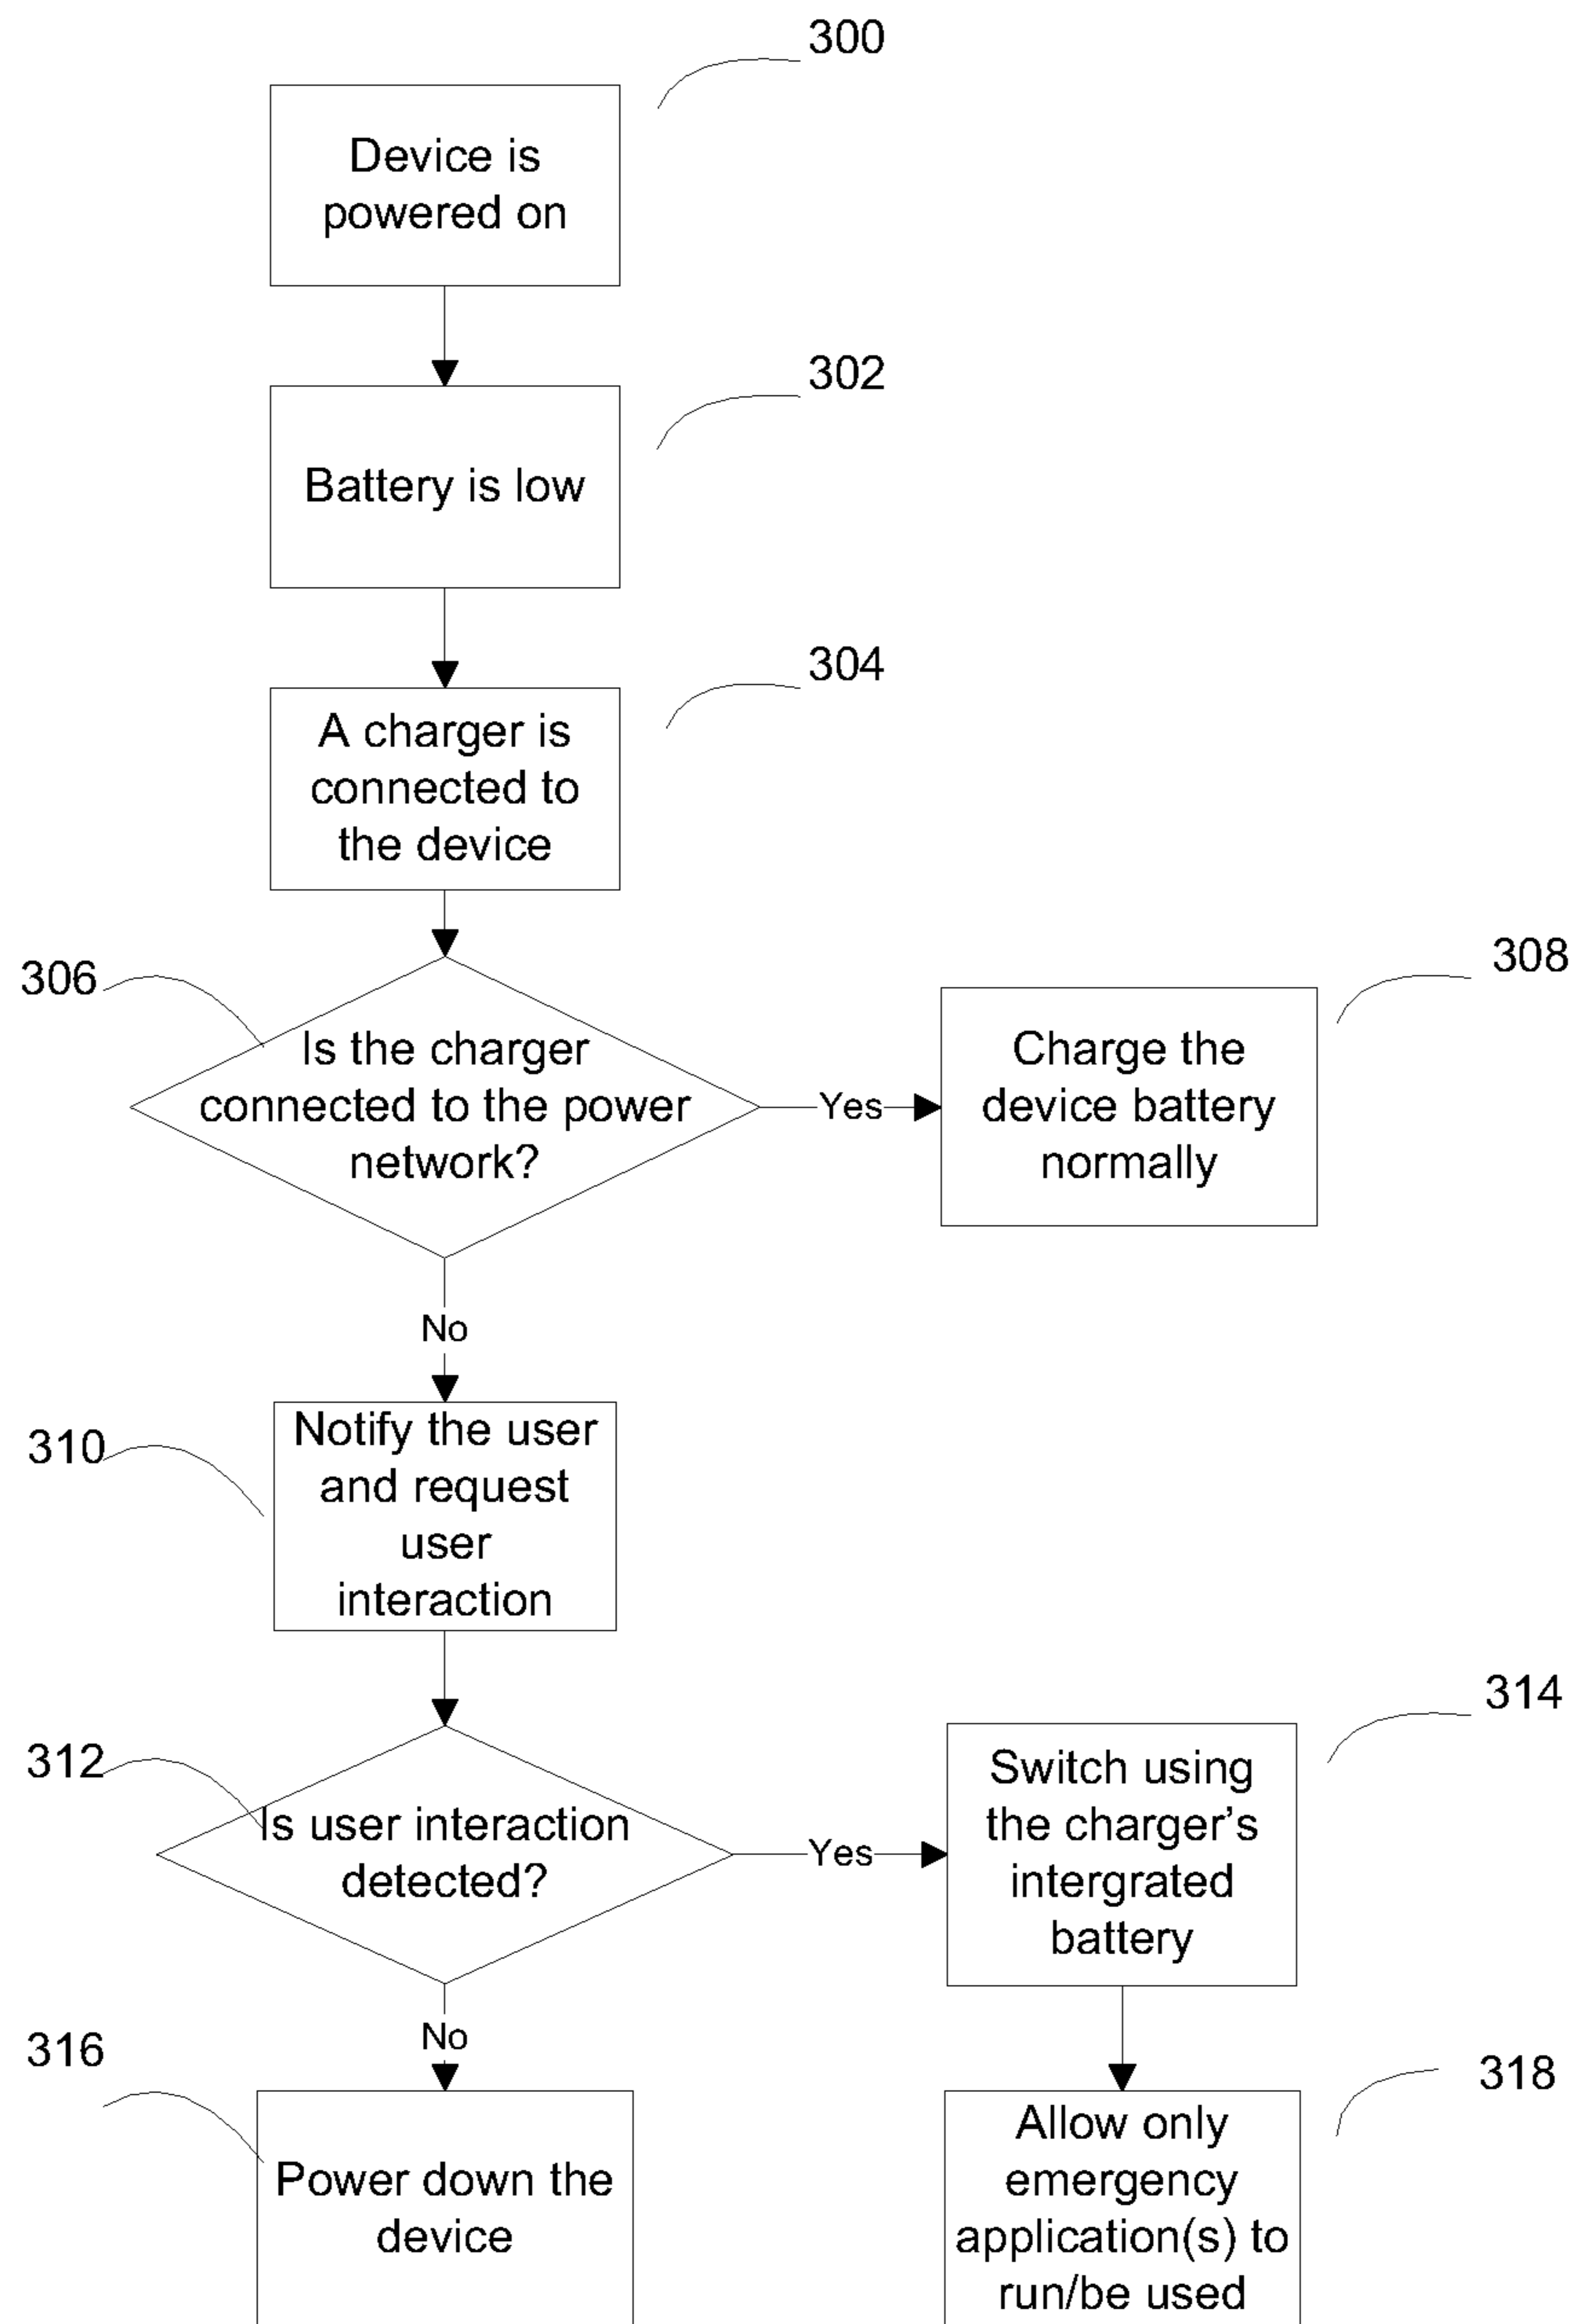 300
Device is
powered on
302
Battery is low
304
A charger is
connected to
the device
306
Is the charger
connected to the power
network?
Yes
308
Charge the
device battery
normally
No
310
Notify the user
and request
user
interaction
312
Is user interaction
detected?
Yes
314
Switch using
the charger’s
intergrated
battery
No
316
Power down the
device
318
Allow only
emergency
application(s) to
run/be used